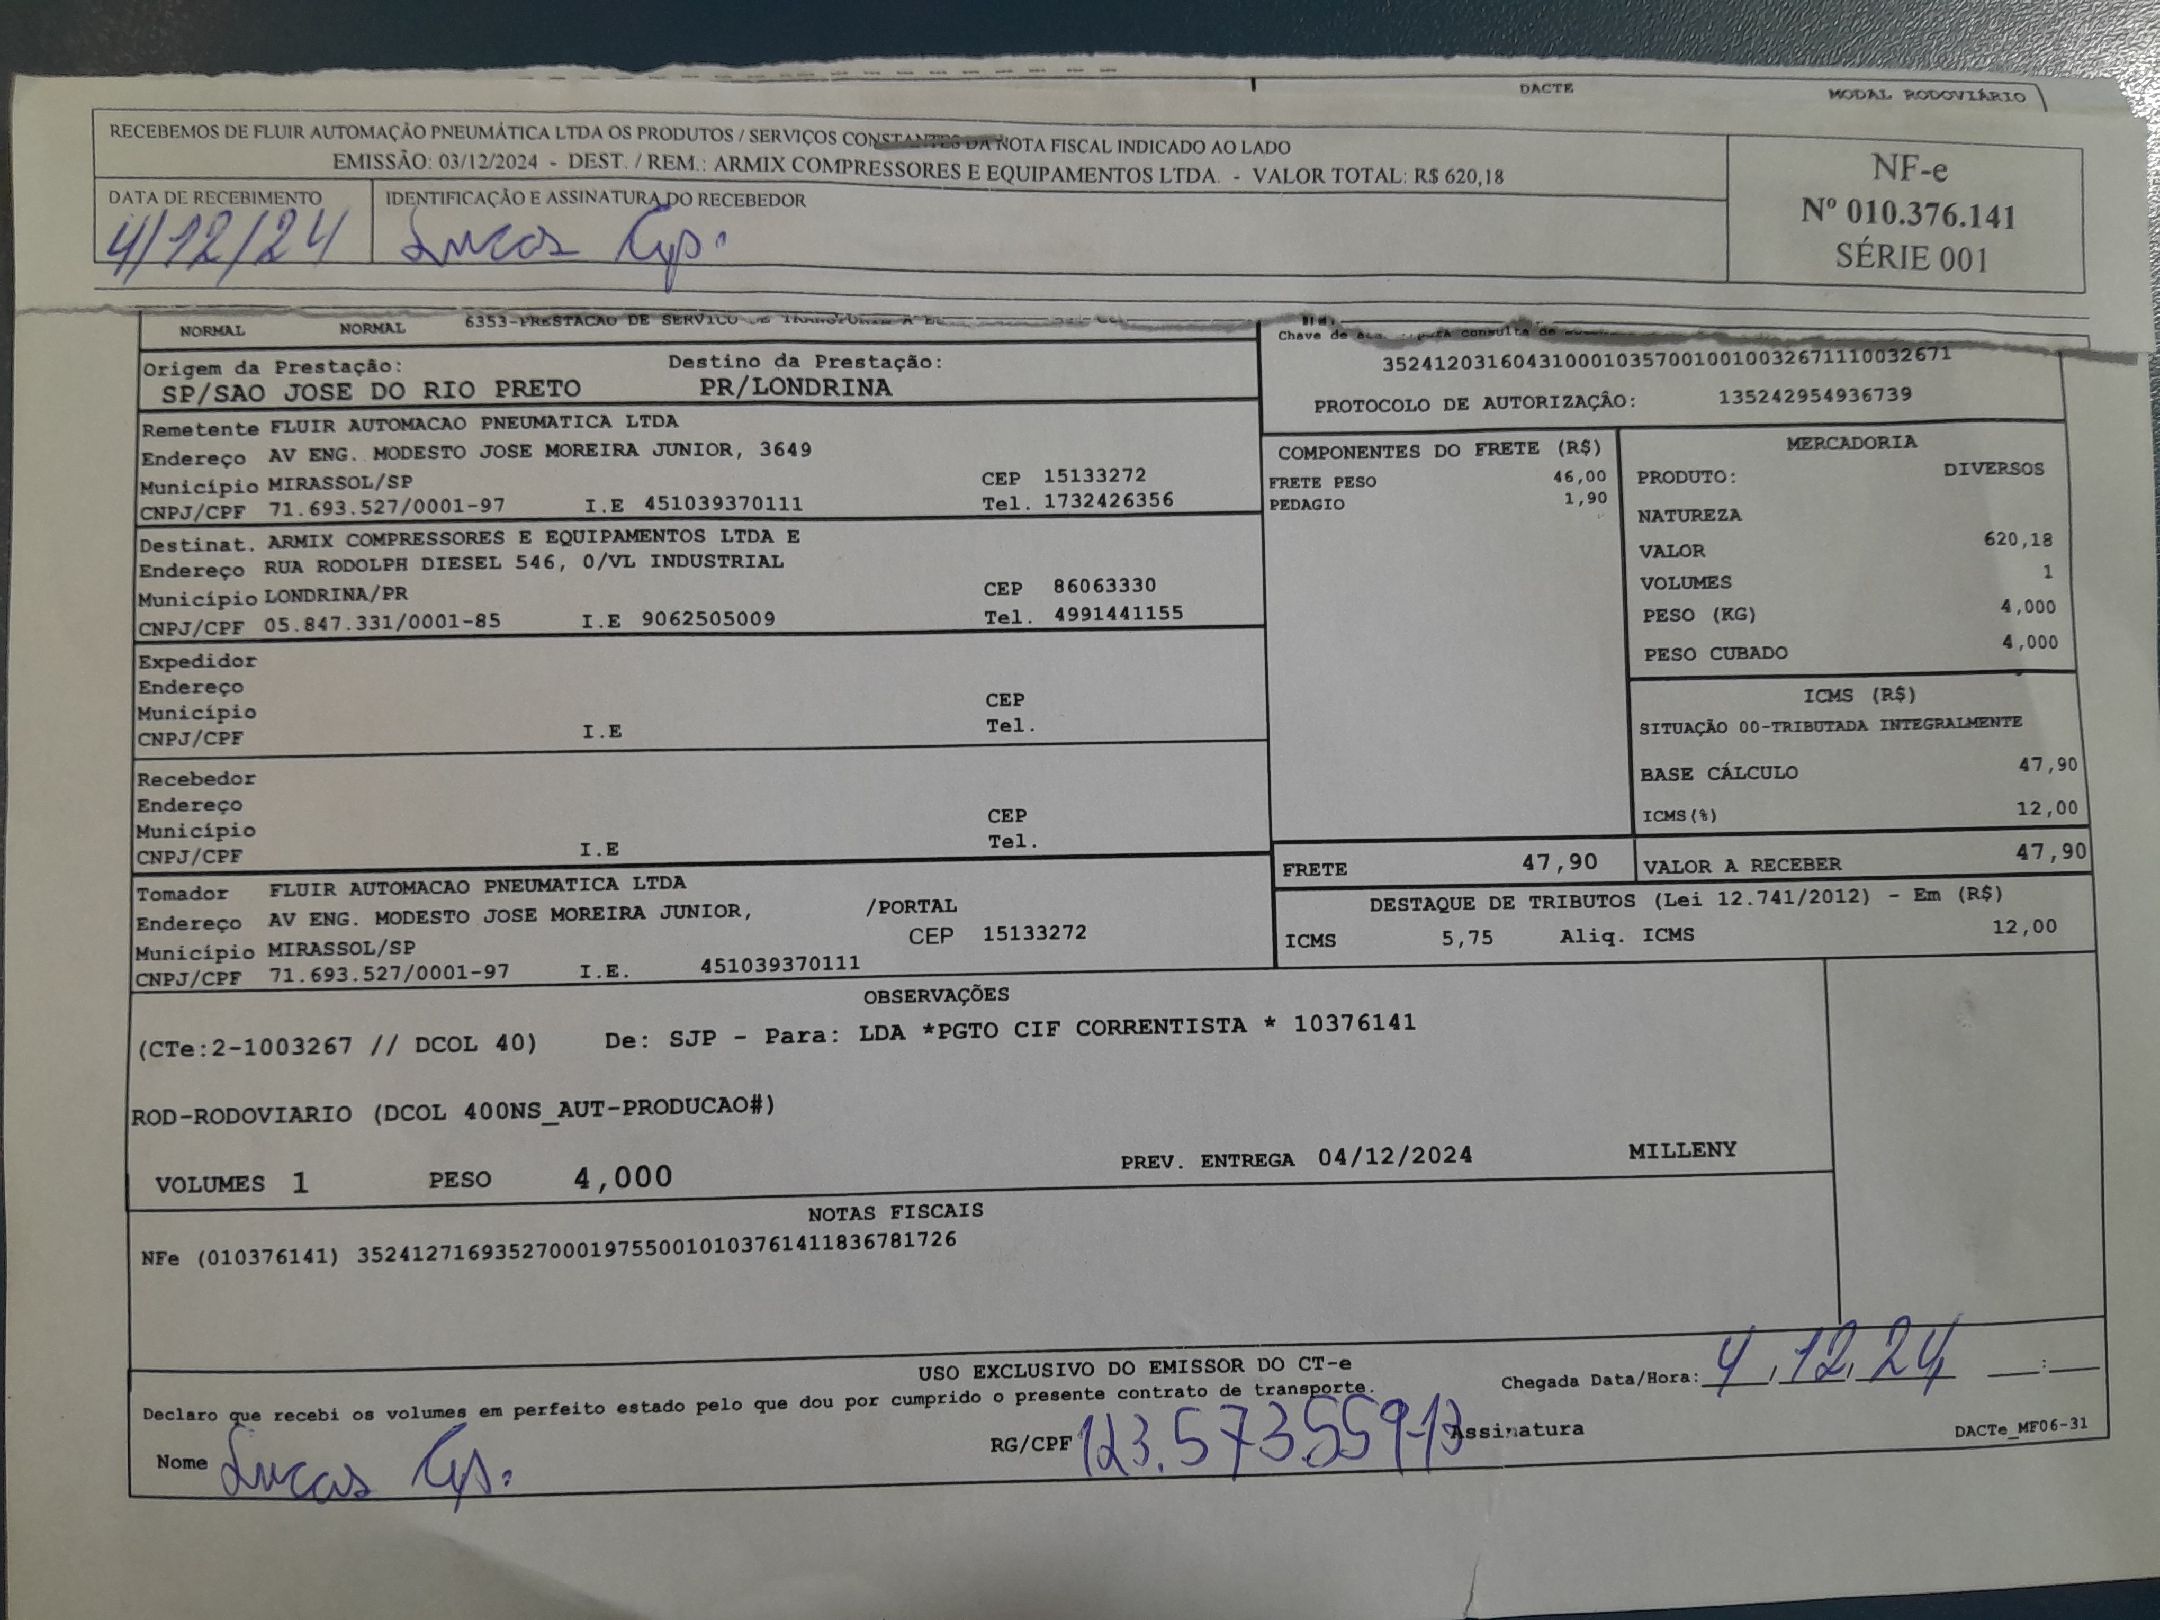 DACTE MODAL RODOVIÁRIO
RECEBEMOS DE FLUIR AUTOMAÇÃO PNEUMÁTICA LTDA OS PRODUTOS / SERVIÇOS CONSTANTES DA NOTA FISCAL INDICADO AO LADO
EMISSÃO: 03/12/2024 - DEST. / REM.: ARMIX COMPRESSORES E EQUIPAMENTOS LTDA. - VALOR TOTAL: R$ 620,18
NF-e
Nº 010.376.141
SÉRIE 001
DATA DE RECEBIMENTO
4/12/24
IDENTIFICAÇÃO E ASSINATURA DO RECEBEDOR
Lucas
NORMAL NORMAL 6353-PRESTACAO DE SERVICO DE
Chave de consulta de
35241203160431000103570010010032671110032671
PROTOCOLO DE AUTORIZAÇÃO: 135242954936739
Origem da Prestação: Destino da Prestação:
SP/SAO JOSE DO RIO PRETO PR/LONDRINA
Remetente FLUIR AUTOMACAO PNEUMATICA LTDA
Endereço AV ENG. MODESTO JOSE MOREIRA JUNIOR, 3649
Município MIRASSOL/SP CEP 15133272
CNPJ/CPF 71.693.527/0001-97 I.E 451039370111 Tel. 1732426356
Destinat. ARMIX COMPRESSORES E EQUIPAMENTOS LTDA E
Endereço RUA RODOLPH DIESEL 546, 0/VL INDUSTRIAL
Município LONDRINA/PR CEP 86063330
CNPJ/CPF 05.847.331/0001-85 I.E 9062505009 Tel. 4991441155
Expedidor
Endereço
Município CEP
CNPJ/CPF I.E Tel.
Recebedor
Endereço
Município CEP
CNPJ/CPF I.E Tel.
Tomador FLUIR AUTOMACAO PNEUMATICA LTDA
Endereço AV ENG. MODESTO JOSE MOREIRA JUNIOR, /PORTAL
Município MIRASSOL/SP CEP 15133272
CNPJ/CPF 71.693.527/0001-97 I.E. 451039370111
COMPONENTES DO FRETE (R$)
FRETE PESO 46,00
PEDAGIO 1,90
MERCADORIA
PRODUTO: DIVERSOS
NATUREZA
VALOR 620,18
VOLUMES 1
PESO (KG) 4,000
PESO CUBADO 4,000
ICMS (R$)
SITUAÇÃO 00-TRIBUTADA INTEGRALMENTE
BASE CÁLCULO 47,90
ICMS(%) 12,00
FRETE 47,90 VALOR A RECEBER 47,90
DESTAQUE DE TRIBUTOS (Lei 12.741/2012) - Em (R$)
ICMS 5,75 Aliq. ICMS 12,00
OBSERVAÇÕES
(CTe:2-1003267 // DCOL 40) De: SJP - Para: LDA *PGTO CIF CORRENTISTA * 10376141
ROD-RODOVIARIO (DCOL 400NS_AUT-PRODUCAO#)
VOLUMES 1 PESO 4,000 PREV. ENTREGA 04/12/2024 MILLENY
NOTAS FISCAIS
NFe (010376141) 35241271693527000197550010103761411836781726
USO EXCLUSIVO DO EMISSOR DO CT-e
Declaro que recebi os volumes em perfeito estado pelo que dou por cumprido o presente contrato de transporte.
Chegada Data/Hora: 4,12,24 :
Nome Lucas
RG/CPF 123.573.559-13 Assinatura
DACTe_MF06-31